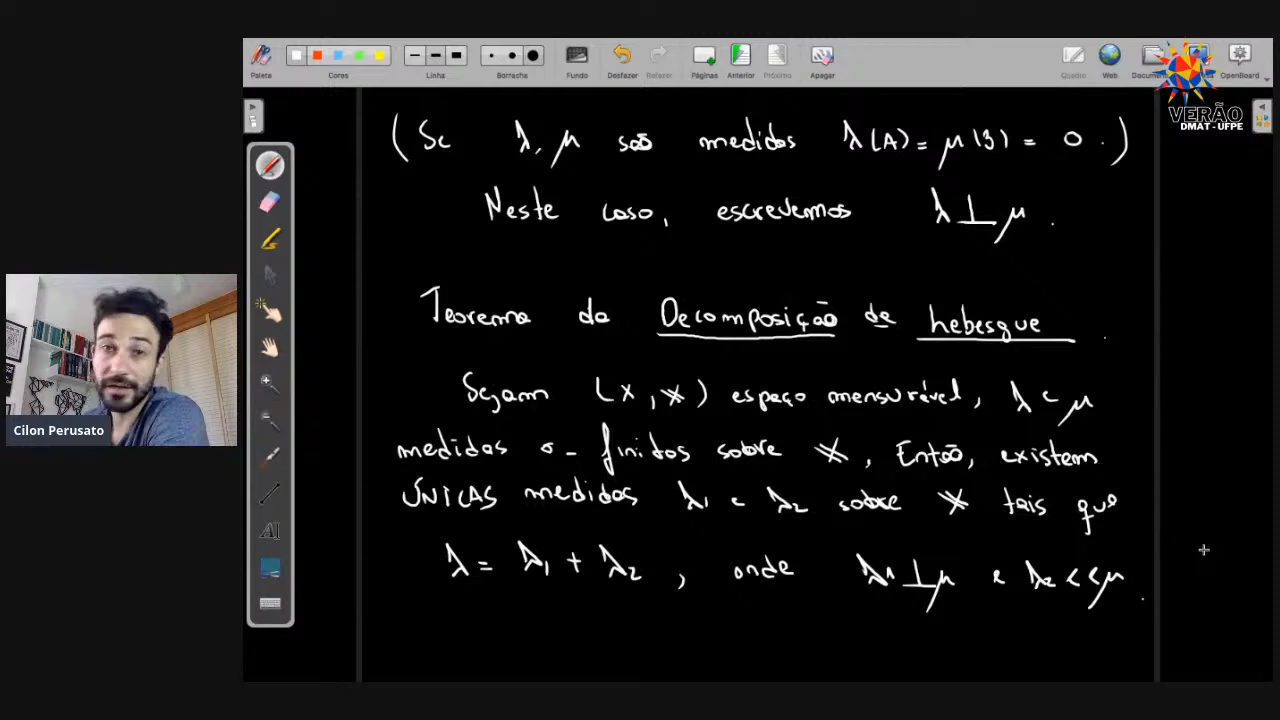 Paleta Cores Linha Borracha Fundo Desfazer Refazer Páginas Anterior Próximo Apagar Quadro Web OpenBoard
VERÃO
DMAT - UFPE
(Se λ, μ são medidas λ(A) = μ(B) = 0.)
Neste caso, escrevemos λ ⊥ μ.
Teorema da Decomposição de Lebesgue.
Sejam (X, 𝕏) espaço mensurável, λ e μ
medidas σ-finitas sobre 𝕏, Então, existem
ÚNICAS medidas λ1 e λ2 sobre 𝕏 tais que
λ = λ1 + λ2, onde λ1 ⊥ μ e λ2 << μ.
Cilon Perusato
AI